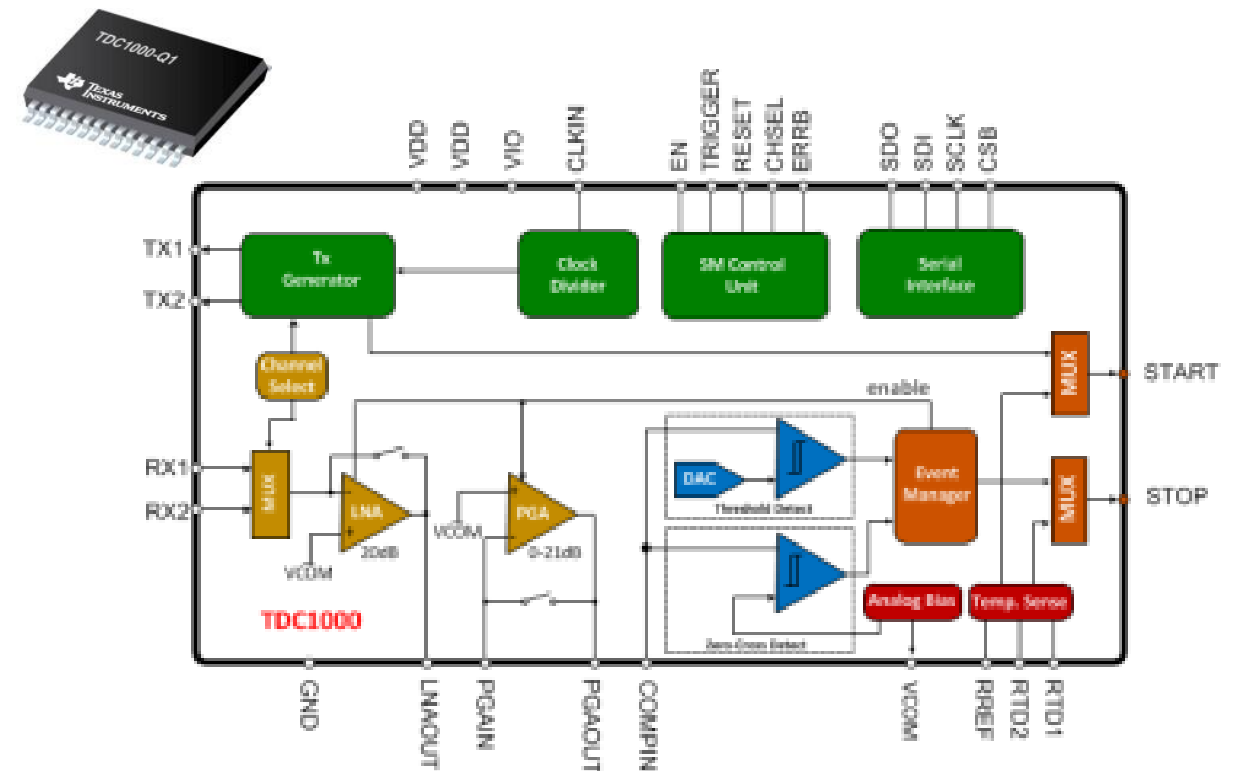 TDC1000-Q1
TEXAS
INSTRUMENTS
VDD
VDD
VIO
CLKIN
EN
TRIGGER
RESET
CHSEL
ERRB
SDO
SDI
SCLK
CSB
TX1
TX2
Tx
Generator
Clock
Divider
SM Control
Unit
Serial
Interface
Channel
Select
MUX
START
enable
RX1
RX2
MUX
LNA
20dB
VCOM
VCOM
PGA
0-21dB
DAC
Threshold Detect
Event
Manager
MUX
STOP
Zero-Cross Detect
Analog Bias
Temp. Sense
TDC1000
GND
LNAOUT
PGAIN
PGAOUT
COMPIN
VCOM
RREF
RTD2
RTD1